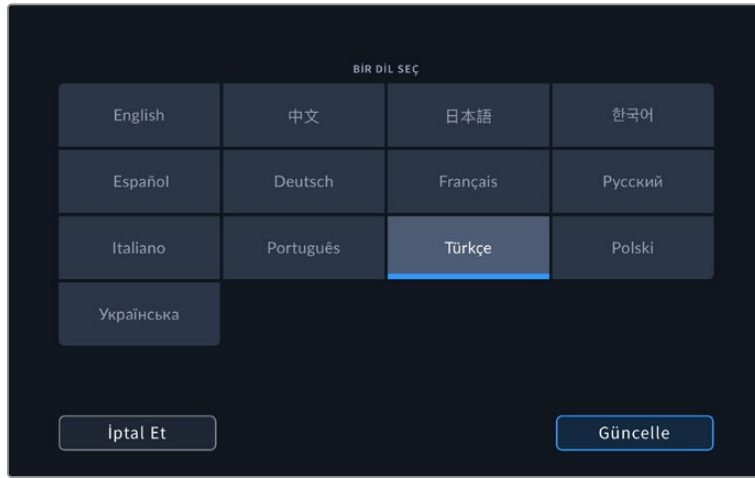 BİR DİL SEÇ
English 中文 日本語 한국어
Español Deutsch Français Русский
Italiano Português Türkçe Polski
Українська
İptal Et Güncelle